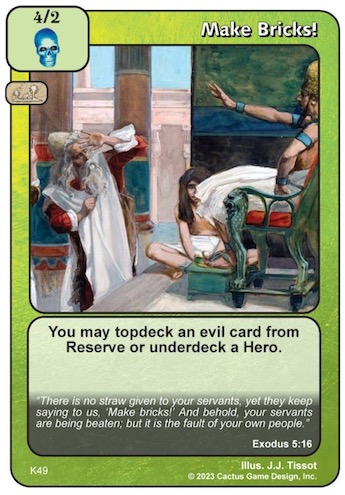 4/2
Make Bricks!
You may topdeck an evil card from
Reserve or underdeck a Hero.
"There is no straw given to your servants, yet they keep
saying to us, 'Make bricks!' And behold, your servants
are being beaten; but it is the fault of your own people."
Exodus 5:16
Illus. J.J. Tissot
K49
© 2023 Cactus Game Design, Inc.